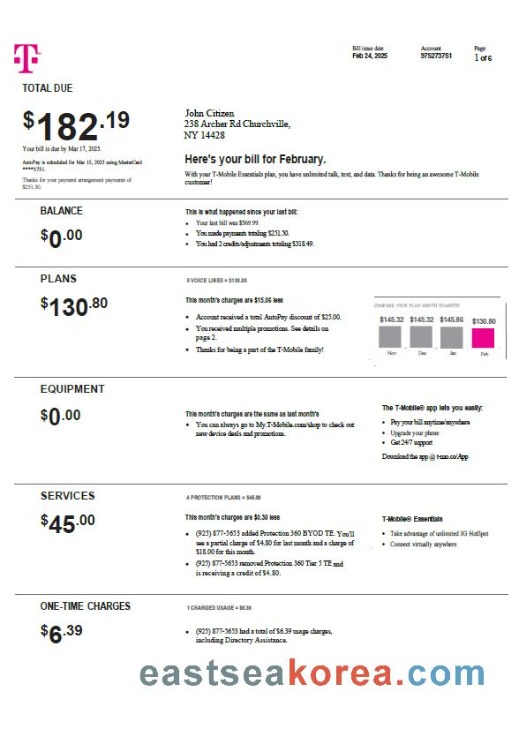 T
Bill issue date
Feb 24, 2025
Account
975273751
Page
1 of 6
TOTAL DUE
$182.19
Your bill is due by Mar 17, 2025.
AutoPay is scheduled for Mar 15, 2025 using MasterCard
****3751.
Thanks for your payment arrangement payments of
$251.50.
John Citizen
238 Archer Rd Churchville,
NY 14428
Here's your bill for February.
With your T-Mobile Essentials plan, you have unlimited talk, text, and data. Thanks for being an awesome T-Mobile
customer!
BALANCE
$0.00
This is what happened since your last bill:
• Your last bill was $569.99.
• You made payments totaling $251.50.
• You had 2 credits/adjustments totaling $318.49.
PLANS
$130.80
5 VOICE LINES = $130.80
This month's charges are $15.06 less
• Account received a total AutoPay discount of $25.00.
• You received multiple promotions. See details on
page 2.
• Thanks for being a part of the T-Mobile family!
COMPARE YOUR PLAN MONTH-TO-MONTH
$145.32 $145.32 $145.86 $130.80
Nov Dec Jan Feb
EQUIPMENT
$0.00
This month's charges are the same as last month's
• You can always go to My.T-Mobile.com/shop to check out
new device deals and promotions.
The T-Mobile® app lets you easily:
• Pay your bill anytime/anywhere
• Upgrade your phone
• Get 24/7 support
Download the app @ t-mo.co/App
SERVICES
$45.00
4 PROTECTION PLANS = $45.00
This month's charges are $0.30 less
• (925) 877-5653 added Protection 360 BYOD TE. You'll
see a partial charge of $4.80 for last month and a charge of
$18.00 for this month.
• (925) 877-5653 removed Protection 360 Tier 5 TE and
is receiving a credit of $4.80.
T-Mobile® Essentials
• Take advantage of unlimited 3G HotSpot
• Connect virtually anywhere
ONE-TIME CHARGES
$6.39
1 CHARGED USAGE = $6.39
• (925) 877-5653 had a total of $6.39 usage charges,
including Directory Assistance.
eastseakorea.com